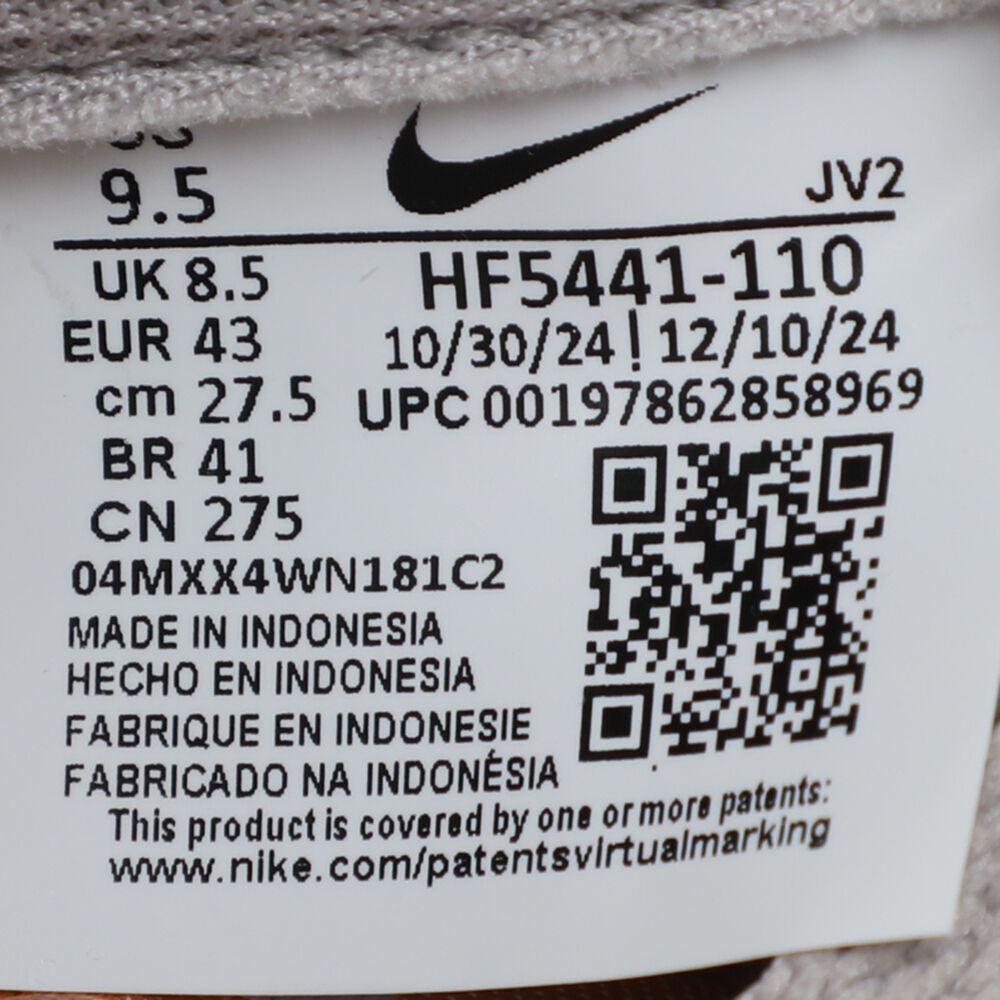 9.5
JV2
UK 8.5
HF5441-110
EUR 43
10/30/24 ! 12/10/24
cm 27.5
UPC 00197862858969
BR 41
CN 275
04MXX4WN181C2
MADE IN INDONESIA
HECHO EN INDONESIA
FABRIQUE EN INDONESIE
FABRICADO NA INDONÉSIA
This product is covered by one or more patents:
www.nike.com/patentsvirtualmarking